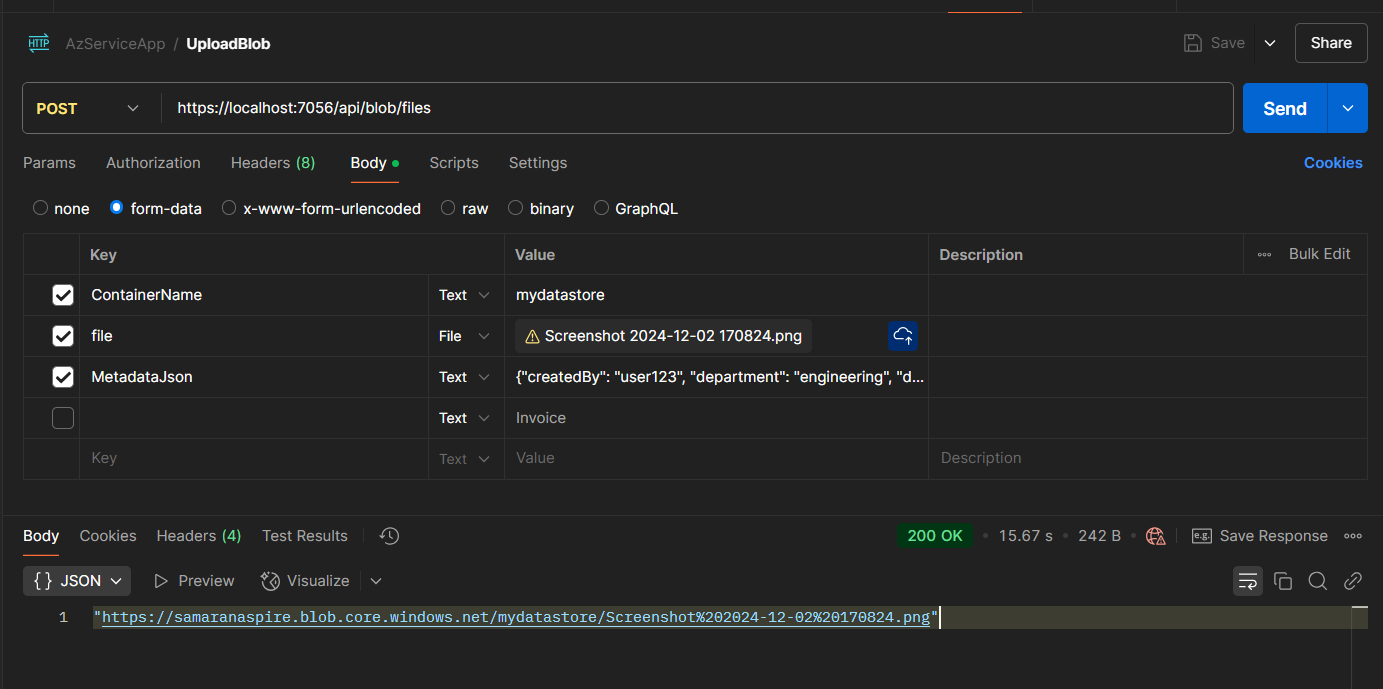 HTTP AzServiceApp / UploadBlob Save Share
POST https://localhost:7056/api/blob/files Send
Params Authorization Headers (8) Body Scripts Settings Cookies
none form-data x-www-form-urlencoded raw binary GraphQL
Key Value Description Bulk Edit
ContainerName Text mydatastore
file File Screenshot 2024-12-02 170824.png
MetadataJson Text {"createdBy": "user123", "department": "engineering", "d...
Text Invoice
Key Text Value Description
Body Cookies Headers (4) Test Results 200 OK • 15.67 s • 242 B • e.g. Save Response
{} JSON Preview Visualize
1 "https://samaranaspire.blob.core.windows.net/mydatastore/Screenshot%202024-12-02%20170824.png"